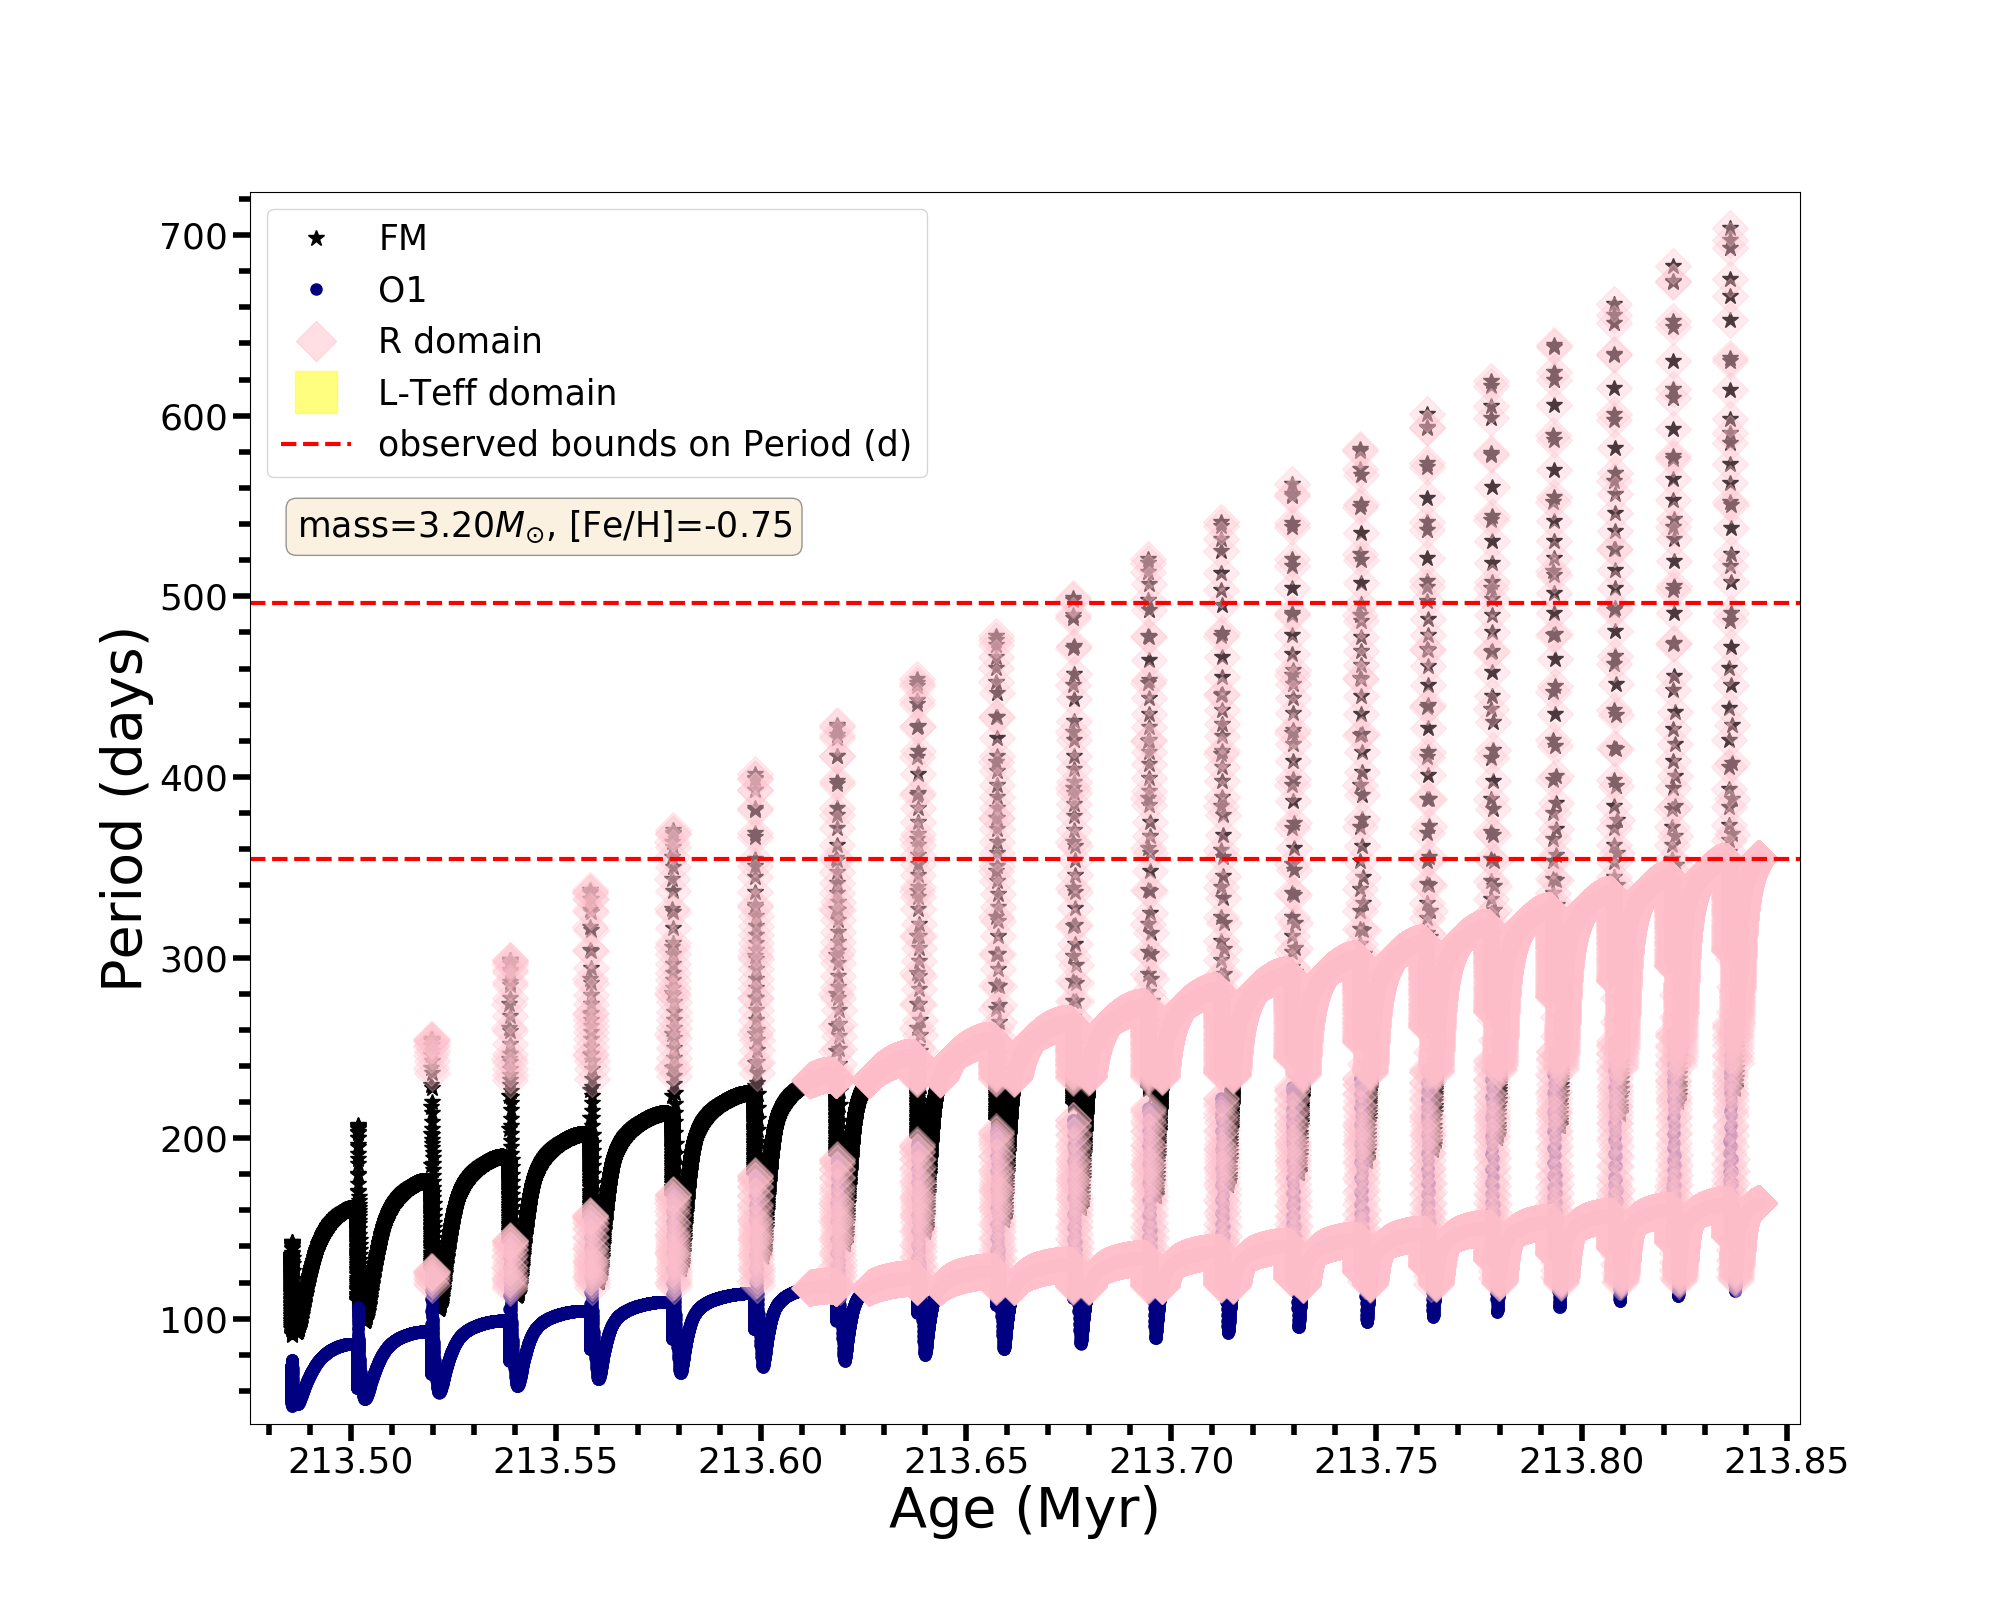 FM
O1
R domain
L-Teff domain
observed bounds on Period (d)
mass=3.20M⊙, [Fe/H]=-0.75
Period (days)
700
600
500
400
300
200
100
213.50 213.55 213.60 213.65 213.70 213.75 213.80 213.85
Age (Myr)